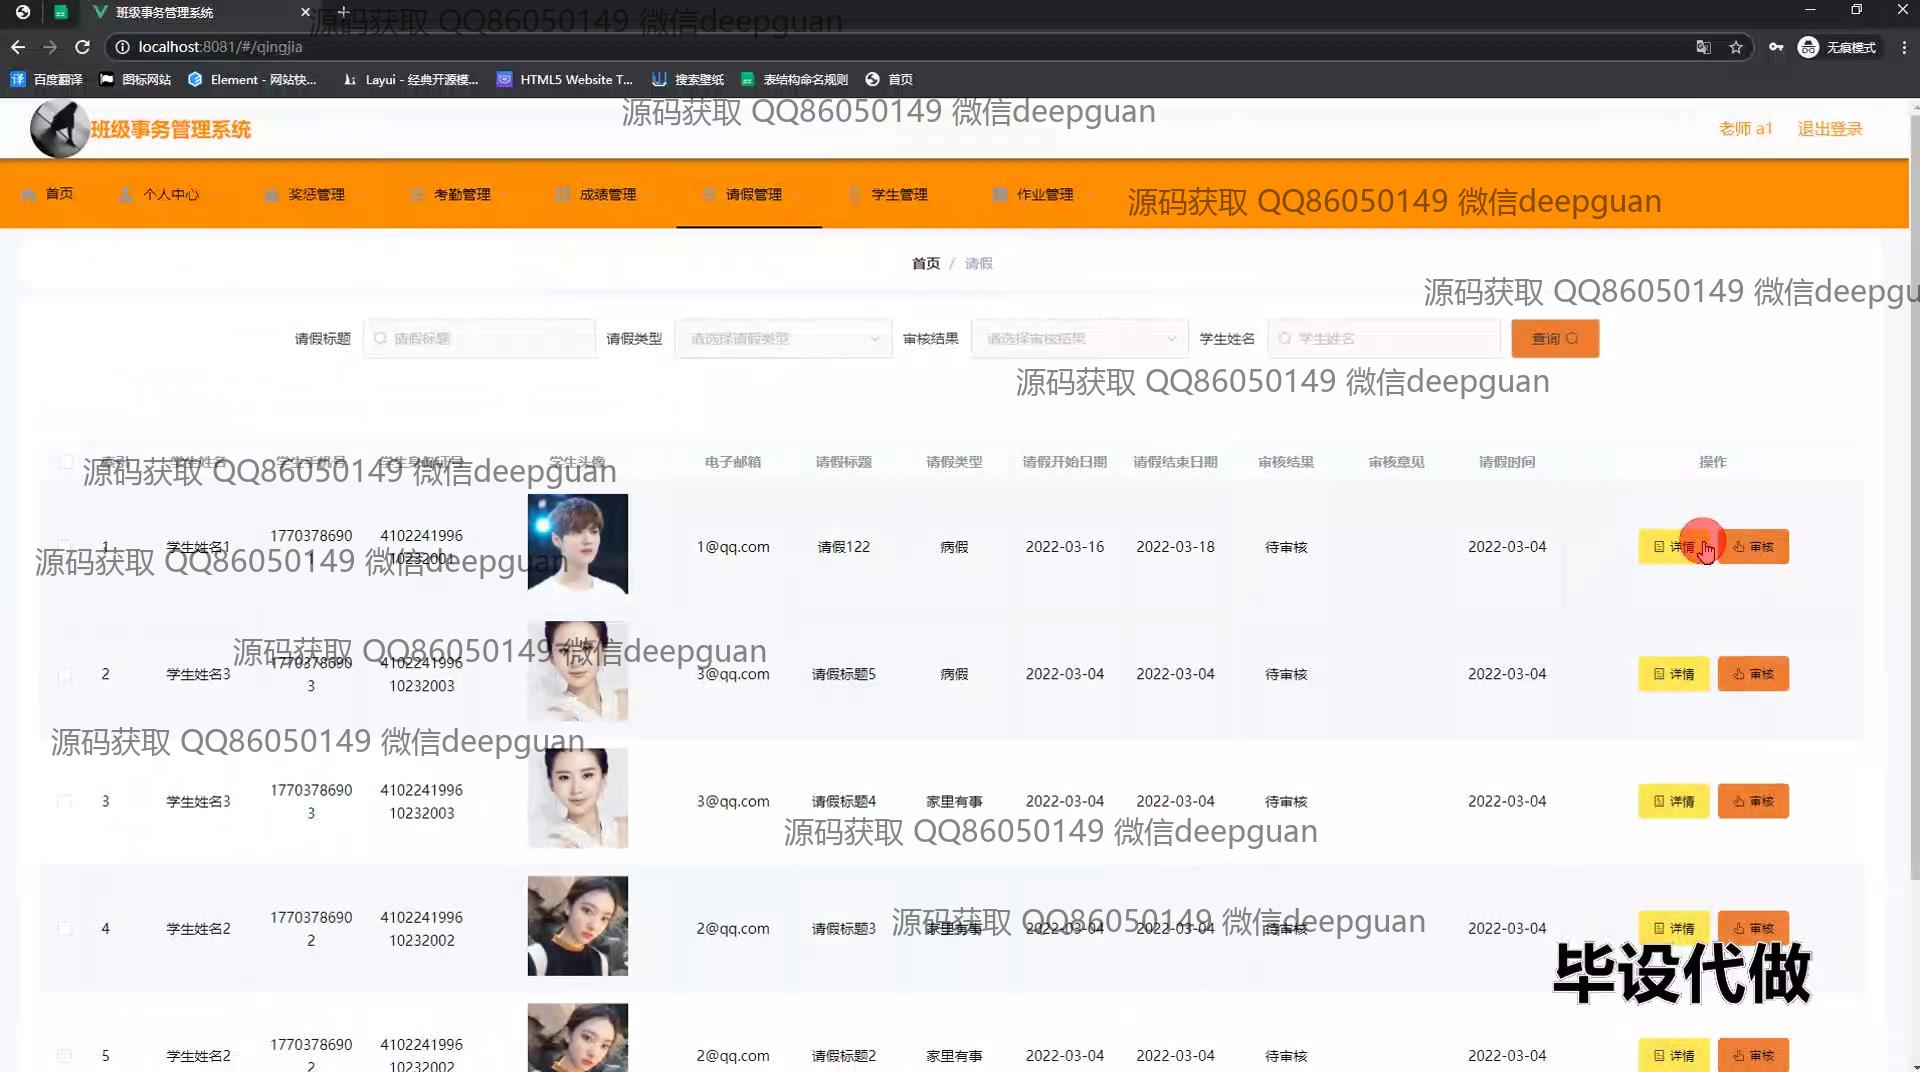 班级事务管理系统
源码获取 QQ86050149 微信deepguan
localhost:8081/#/qingjia
无痕模式
百度翻译 图标网站 Element - 网站快... Layui - 经典开源模... HTML5 Website T... 搜索壁纸 表结构命名规则 首页
源码获取 QQ86050149 微信deepguan
班级事务管理系统
老师 a1 退出登录
首页 个人中心 奖惩管理 考勤管理 成绩管理 请假管理 学生管理 作业管理
源码获取 QQ86050149 微信deepguan
首页 / 请假
源码获取 QQ86050149 微信deepgu
请假标题 请假标题 请假类型 请选择请假类型 审核结果 请选择审核结果 学生姓名 学生姓名 查询
源码获取 QQ86050149 微信deepguan
索引 学生姓名 学生手机号 学生身份证号 学生头像 电子邮箱 请假标题 请假类型 请假开始日期 请假结束日期 审核结果 审核意见 请假时间 操作
源码获取 QQ86050149 微信deepguan
1 学生姓名1 17703786901 410224199610232001 1@qq.com 请假122 病假 2022-03-16 2022-03-18 待审核 2022-03-04 详情 审核
源码获取 QQ86050149 微信deepguan
源码获取 QQ86050149 微信deepguan
2 学生姓名3 17703786903 410224199610232003 3@qq.com 请假标题5 病假 2022-03-04 2022-03-04 待审核 2022-03-04 详情 审核
源码获取 QQ86050149 微信deepguan
3 学生姓名3 17703786903 410224199610232003 3@qq.com 请假标题4 家里有事 2022-03-04 2022-03-04 待审核 2022-03-04 详情 审核
源码获取 QQ86050149 微信deepguan
4 学生姓名2 17703786902 410224199610232002 2@qq.com 请假标题3 家里有事 2022-03-04 2022-03-04 待审核 2022-03-04 详情 审核
源码获取 QQ86050149 微信deepguan
毕设代做
5 学生姓名2 17703786902 410224199610232002 2@qq.com 请假标题2 家里有事 2022-03-04 2022-03-04 待审核 2022-03-04 详情 审核